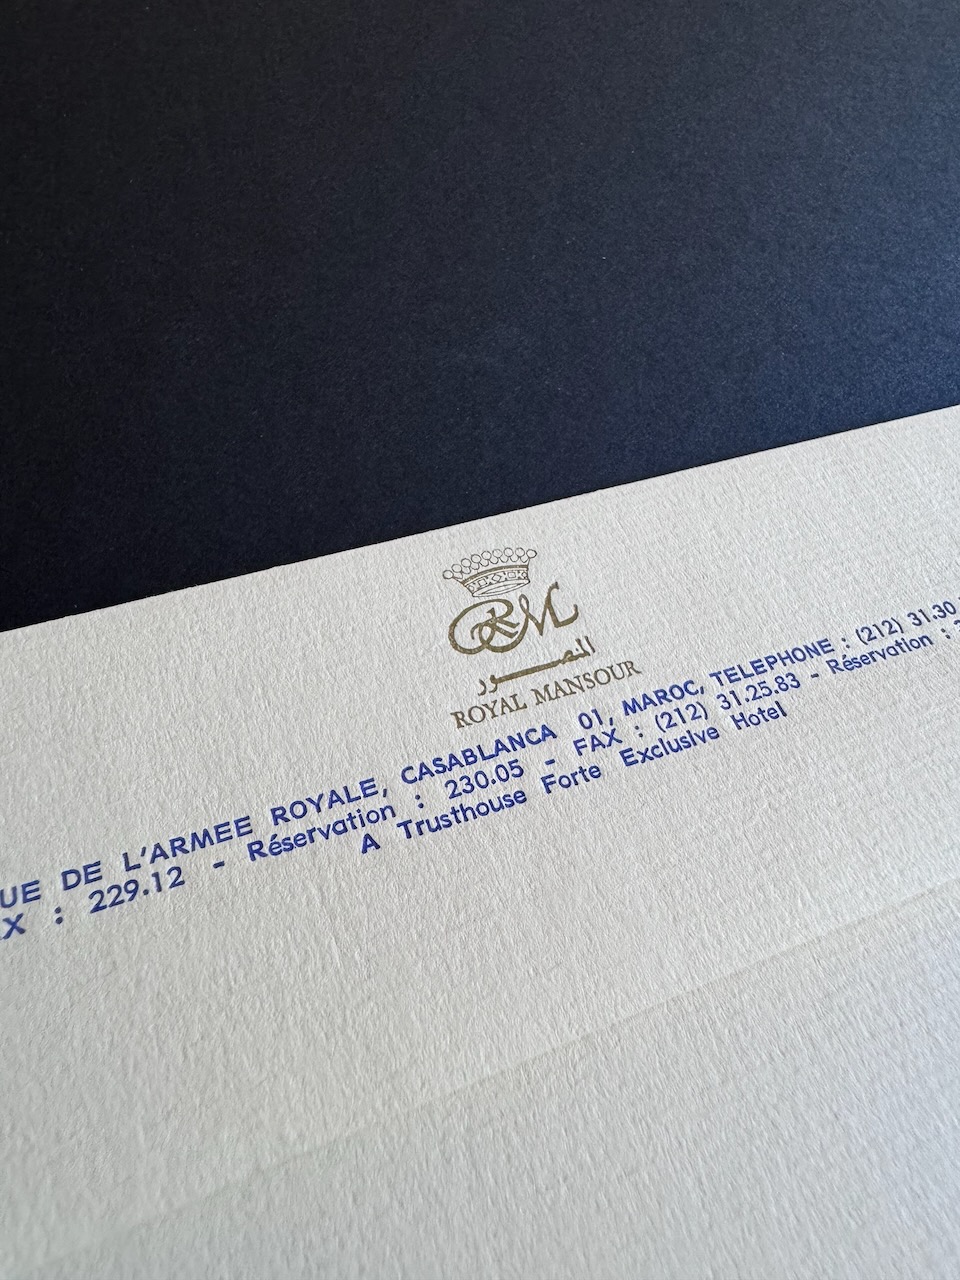 RM
المنصور
ROYAL MANSOUR
UE DE L'ARMEE ROYALE, CASABLANCA 01, MAROC, TELEPHONE : (212) 31.30
X : 229.12 - Réservation : 230.05 - FAX : (212) 31.25.83 - Réservation :
A Trusthouse Forte Exclusive Hotel